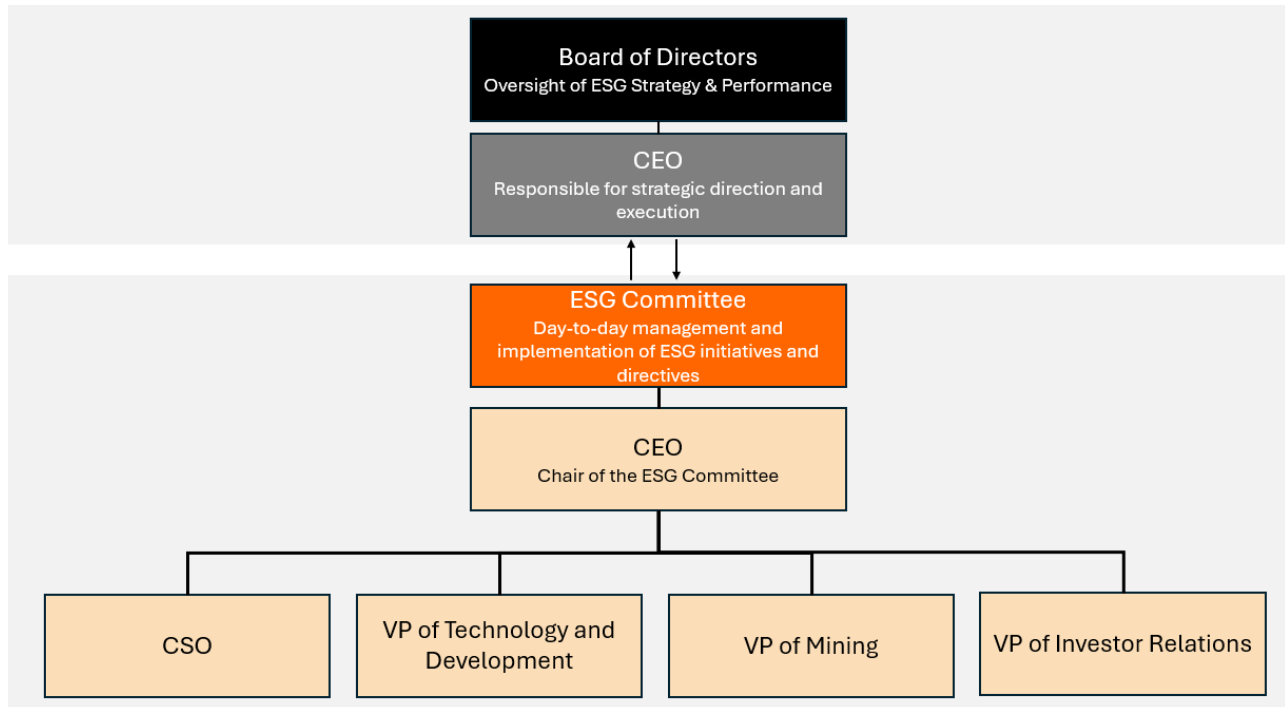 Board of Directors
Oversight of ESG Strategy & Performance
CEO
Responsible for strategic direction and
execution
ESG Committee
Day-to-day management and
implementation of ESG initiatives and
directives
CEO
Chair of the ESG Committee
CSO
VP of Technology and
Development
VP of Mining
VP of Investor Relations